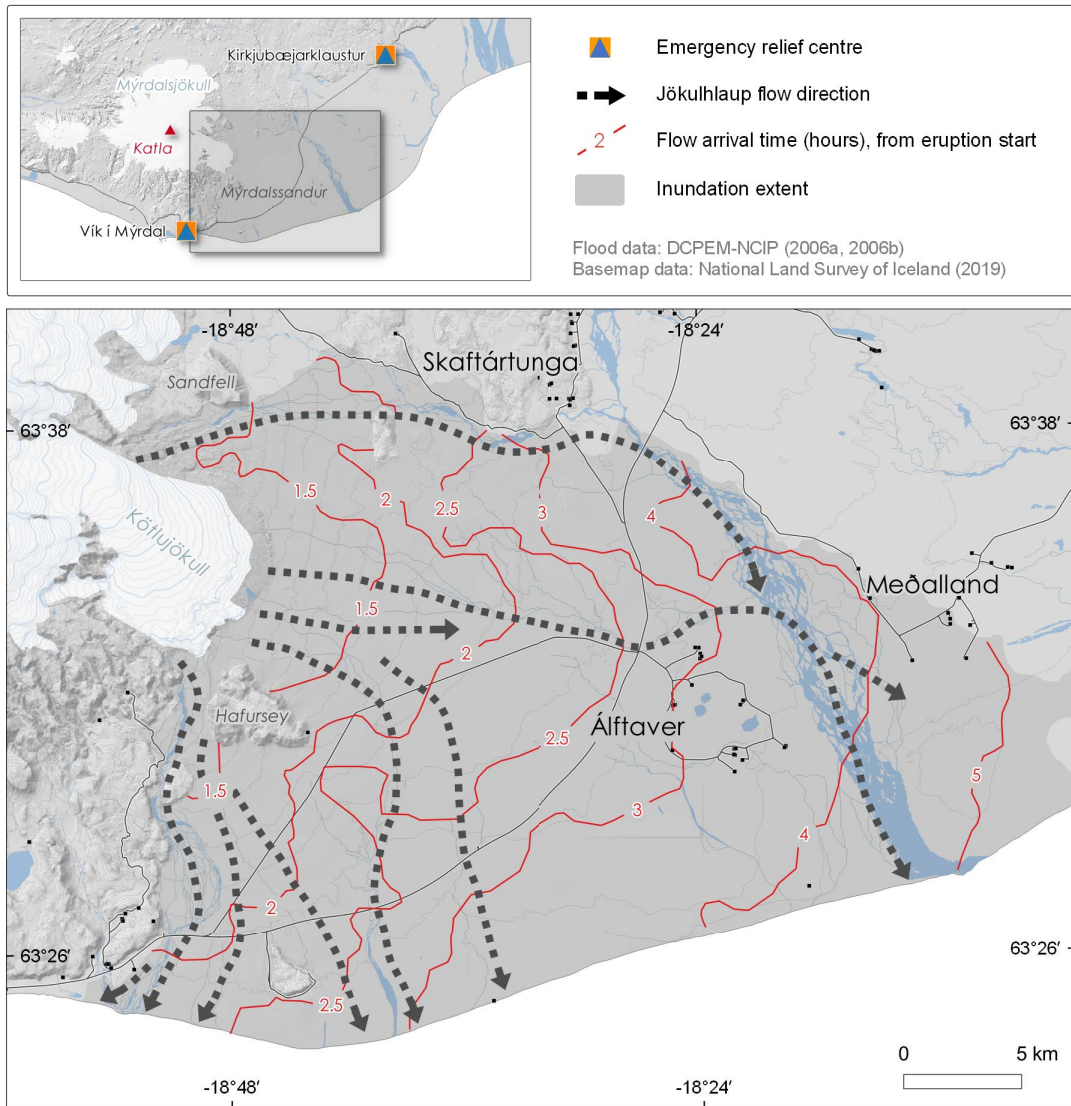 Kirkjubæjarklaustur
Mýrdalsjökull
Katla
Mýrdalssandur
Vík í Mýrdal
Emergency relief centre
Jökulhlaup flow direction
2
Flow arrival time (hours), from eruption start
Inundation extent
Flood data: DCPEM-NCIP (2006a, 2006b)
Basemap data: National Land Survey of Iceland (2019)
-18°48′
-18°24′
Skaftártunga
Sandfell
63°38′
63°38′
1.5
2
2.5
3
4
Kötlujökull
Meðalland
1.5
2
Hafursey
Álftaver
2.5
5
1.5
3
4
2
63°26′
63°26′
2.5
0
5 km
-18°48′
-18°24′